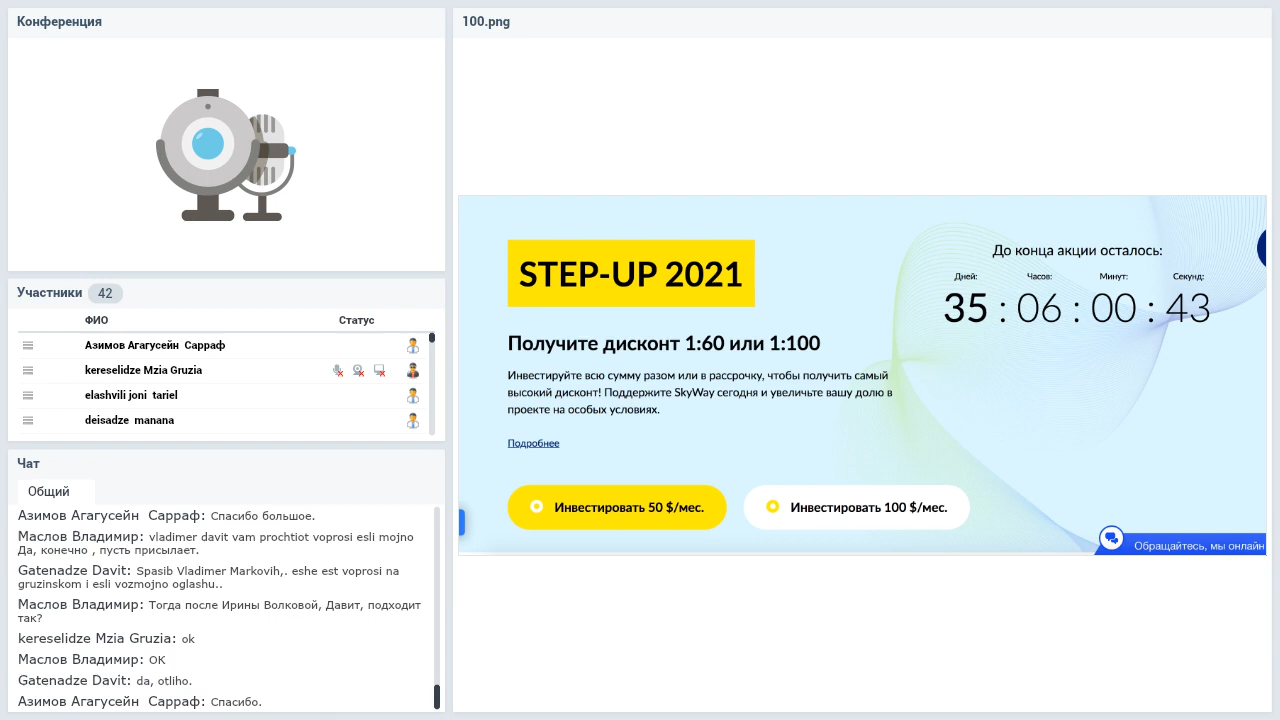 Конференция
Участники 42
ФИО Статус
Азимов Агагусейн Сарраф
kereselidze Mzia Gruzia
elashvili joni tariel
deisadze manana
Чат
Общий
Азимов Агагусейн Сарраф: Спасибо большое.
Маслов Владимир: vladimer davit vam prochtiot voprosi esli mojno
Да, конечно , пусть присылает.
Gatenadze Davit: Spasib Vladimer Markovih,. eshe est voprosi na
gruzinskom i esli vozmojno oglashu..
Маслов Владимир: Тогда после Ирины Волковой, Давит, подходит
так?
kereselidze Mzia Gruzia: ok
Маслов Владимир: ОК
Gatenadze Davit: da, otliho.
Азимов Агагусейн Сарраф: Спасибо.
100.png
STEP-UP 2021
Получите дисконт 1:60 или 1:100
Инвестируйте всю сумму разом или в рассрочку, чтобы получить самый
высокий дисконт! Поддержите SkyWay сегодня и увеличьте вашу долю в
проекте на особых условиях.
Подробнее
Инвестировать 50 $/мес. Инвестировать 100 $/мес.
До конца акции осталось:
Дней: Часов: Минут: Секунд:
35 : 06 : 00 : 43
Обращайтесь, мы онлайн